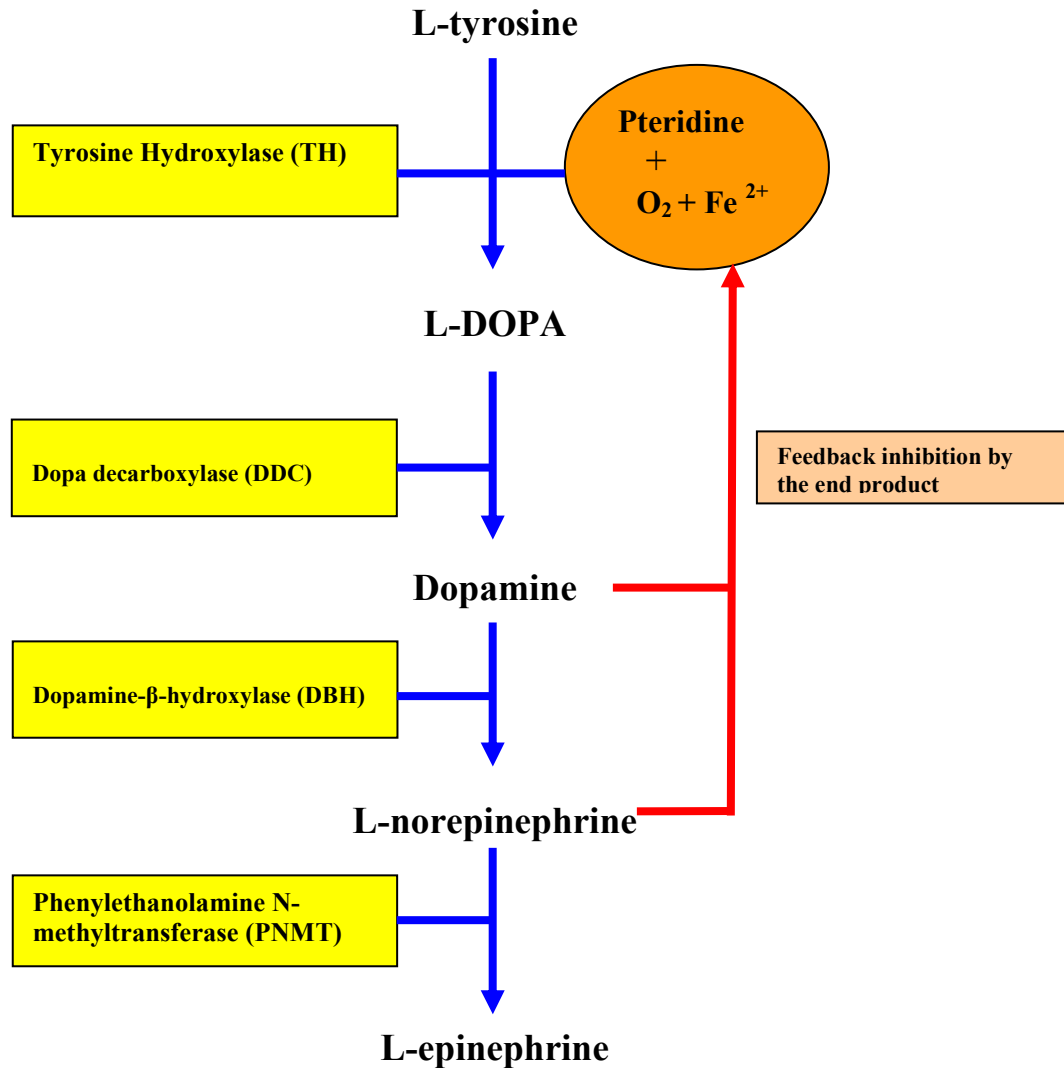 L-tyrosine
Pteridine
+
O₂ + Fe ²⁺
Tyrosine Hydroxylase (TH)
L-DOPA
Dopa decarboxylase (DDC)
Feedback inhibition by
the end product
Dopamine
Dopamine-β-hydroxylase (DBH)
L-norepinephrine
Phenylethanolamine N-
methyltransferase (PNMT)
L-epinephrine